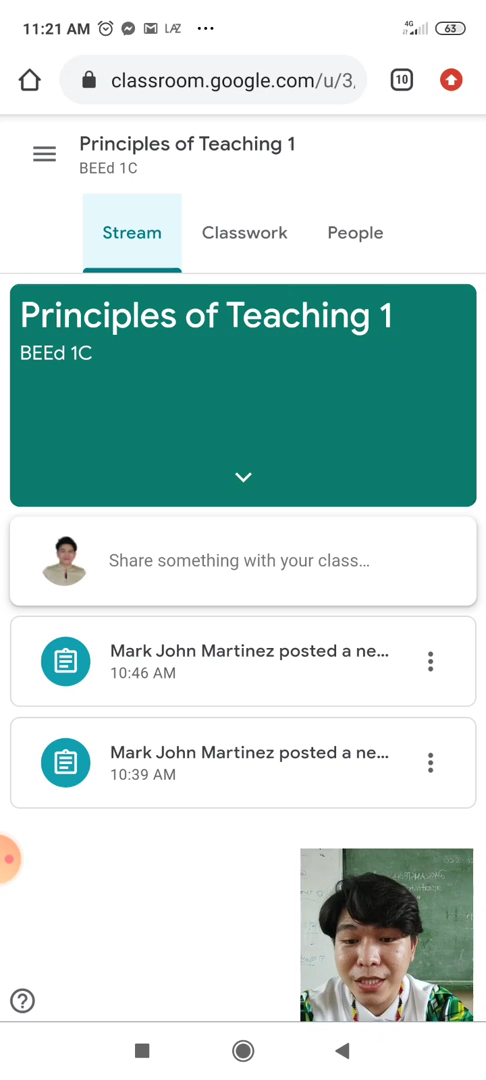 11:21 AM LAZ ... 4G 63
classroom.google.com/u/3, 10
Principles of Teaching 1
BEEd 1C
Stream Classwork People
Principles of Teaching 1
BEEd 1C
Share something with your class...
Mark John Martinez posted a ne...
10:46 AM
Mark John Martinez posted a ne...
10:39 AM
?